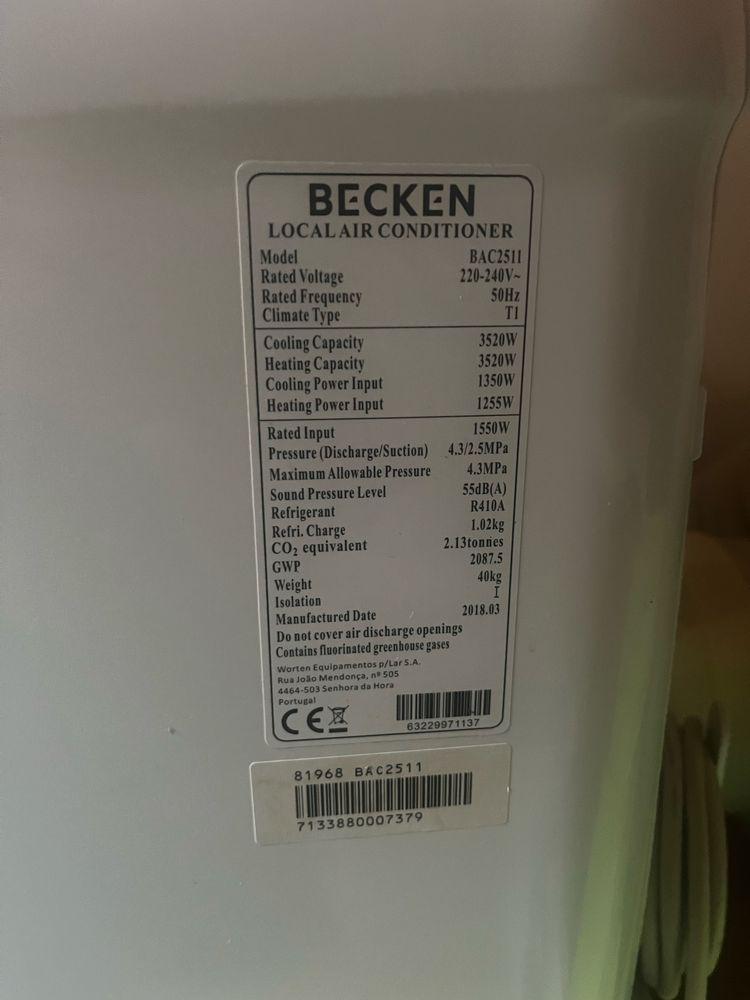 BECKEN
LOCAL AIR CONDITIONER
Model BAC2511
Rated Voltage 220-240V~
Rated Frequency 50Hz
Climate Type T1
Cooling Capacity 3520W
Heating Capacity 3520W
Cooling Power Input 1350W
Heating Power Input 1255W
Rated Input 1550W
Pressure (Discharge/Suction) 4.3/2.5MPa
Maximum Allowable Pressure 4.3MPa
Sound Pressure Level 55dB(A)
Refrigerant R410A
Refri. Charge 1.02kg
CO₂ equivalent 2.13tonnes
GWP 2087.5
Weight 40kg
Isolation I
Manufactured Date 2018.03
Do not cover air discharge openings
Contains fluorinated greenhouse gases
Worten Equipamentos p/Lar S.A.
Rua João Mendonça, nº 505
4464-503 Senhora da Hora
Portugal
CE
63229971137
81968 BAC2511
7133880007379